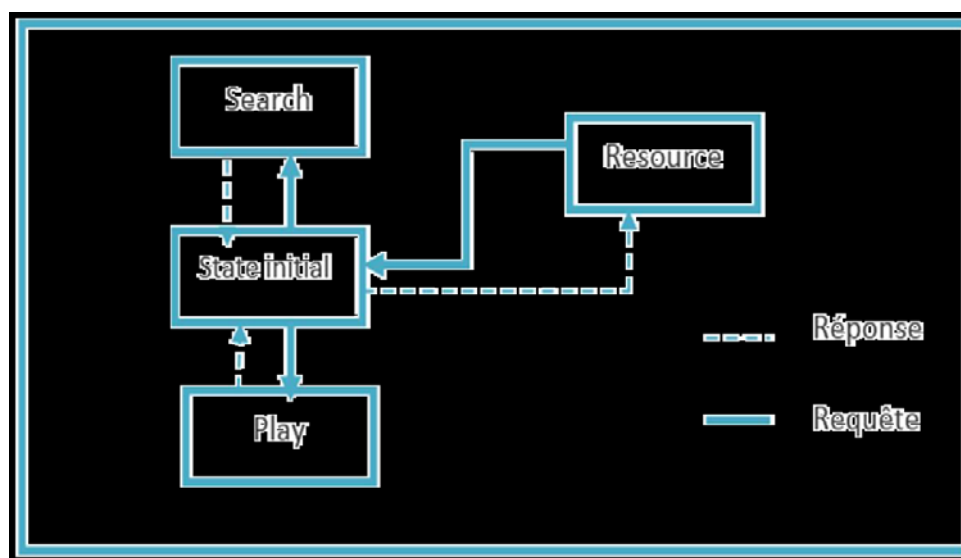 Search
Resource
State initial
Réponse
Requête
Play